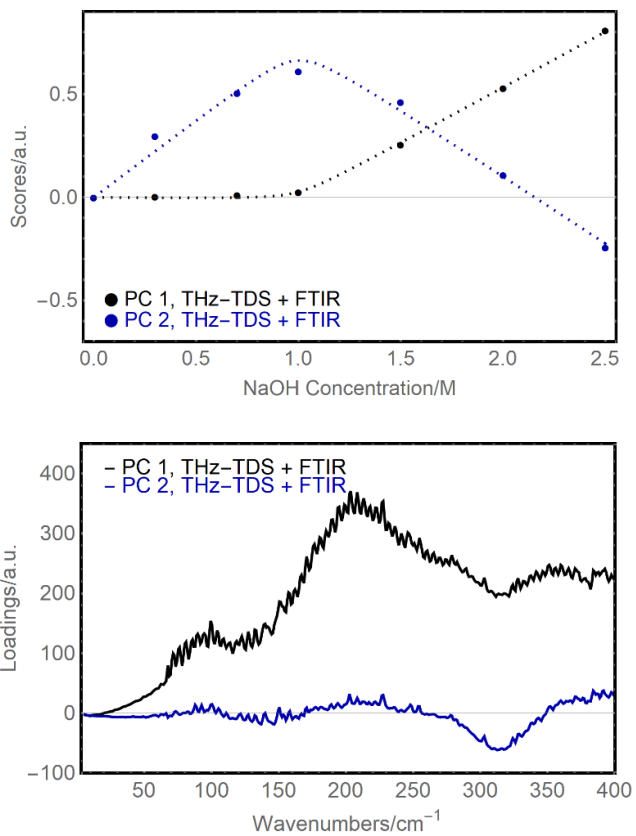 Scores/a.u.
0.5
0.0
−0.5
● PC 1, THz−TDS + FTIR
● PC 2, THz−TDS + FTIR
0.0 0.5 1.0 1.5 2.0 2.5
NaOH Concentration/M
Loadings/a.u.
400
300
200
100
0
−100
− PC 1, THz−TDS + FTIR
− PC 2, THz−TDS + FTIR
50 100 150 200 250 300 350 400
Wavenumbers/cm⁻¹